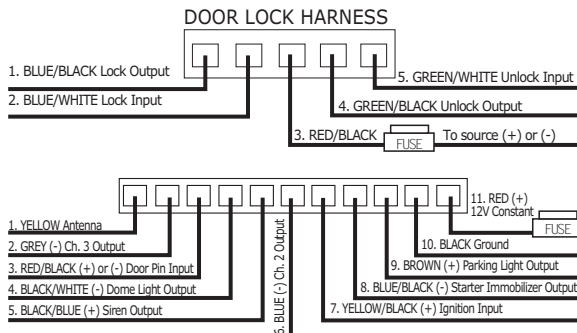 DOOR LOCK HARNESS
1. BLUE/BLACK Lock Output
2. BLUE/WHITE Lock Input
5. GREEN/WHITE Unlock Input
4. GREEN/BLACK Unlock Output
3. RED/BLACK
FUSE
To source (+) or (-)
1. YELLOW Antenna
2. GREY (-) Ch. 3 Output
3. RED/BLACK (+) or (-) Door Pin Input
4. BLACK/WHITE (-) Dome Light Output
5. BLACK/BLUE (+) Siren Output
6. BLUE (-) Ch. 2 Output
11. RED (+)
12V Constant
FUSE
10. BLACK Ground
9. BROWN (+) Parking Light Output
8. BLUE/BLACK (-) Starter Immobilizer Output
7. YELLOW/BLACK (+) Ignition Input